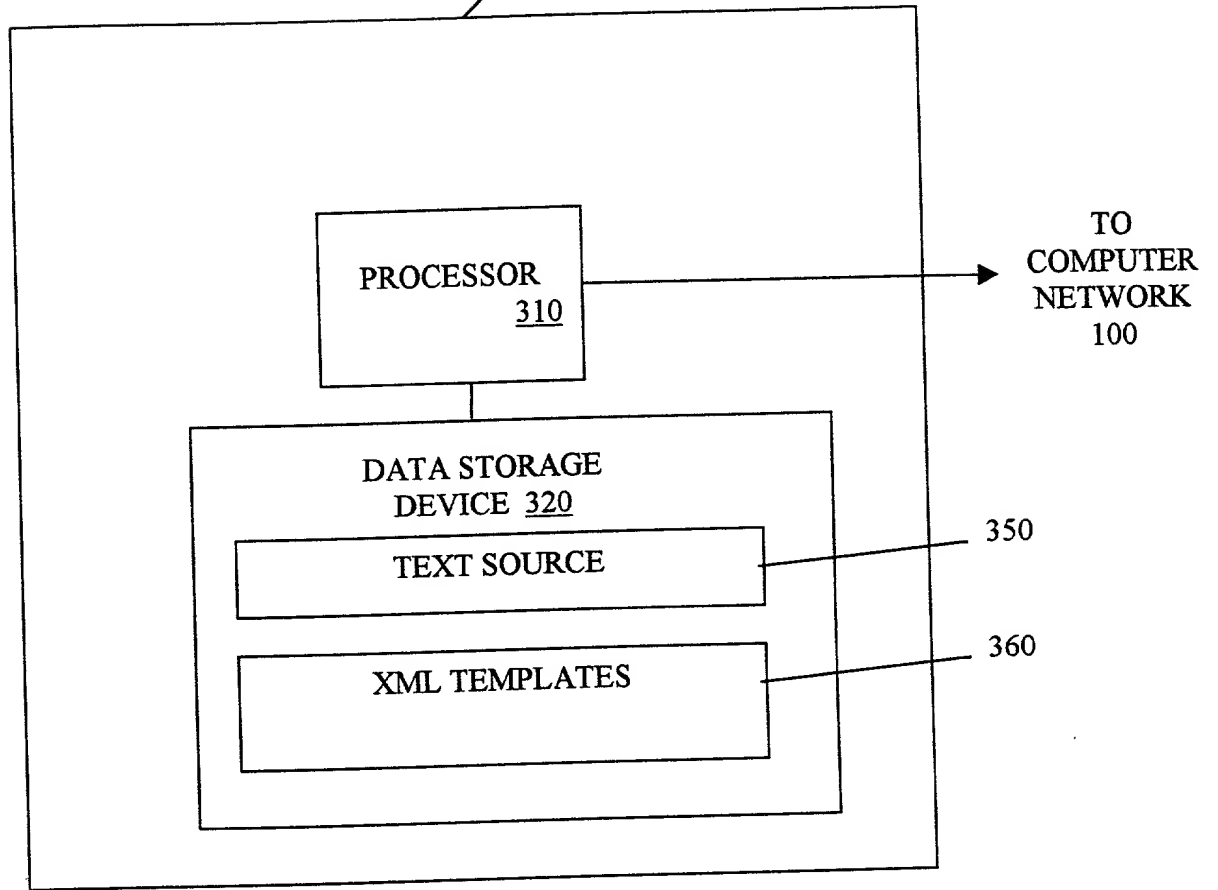 PROCESSOR
310
TO
COMPUTER
NETWORK
100
DATA STORAGE
DEVICE 320
TEXT SOURCE
350
XML TEMPLATES
360